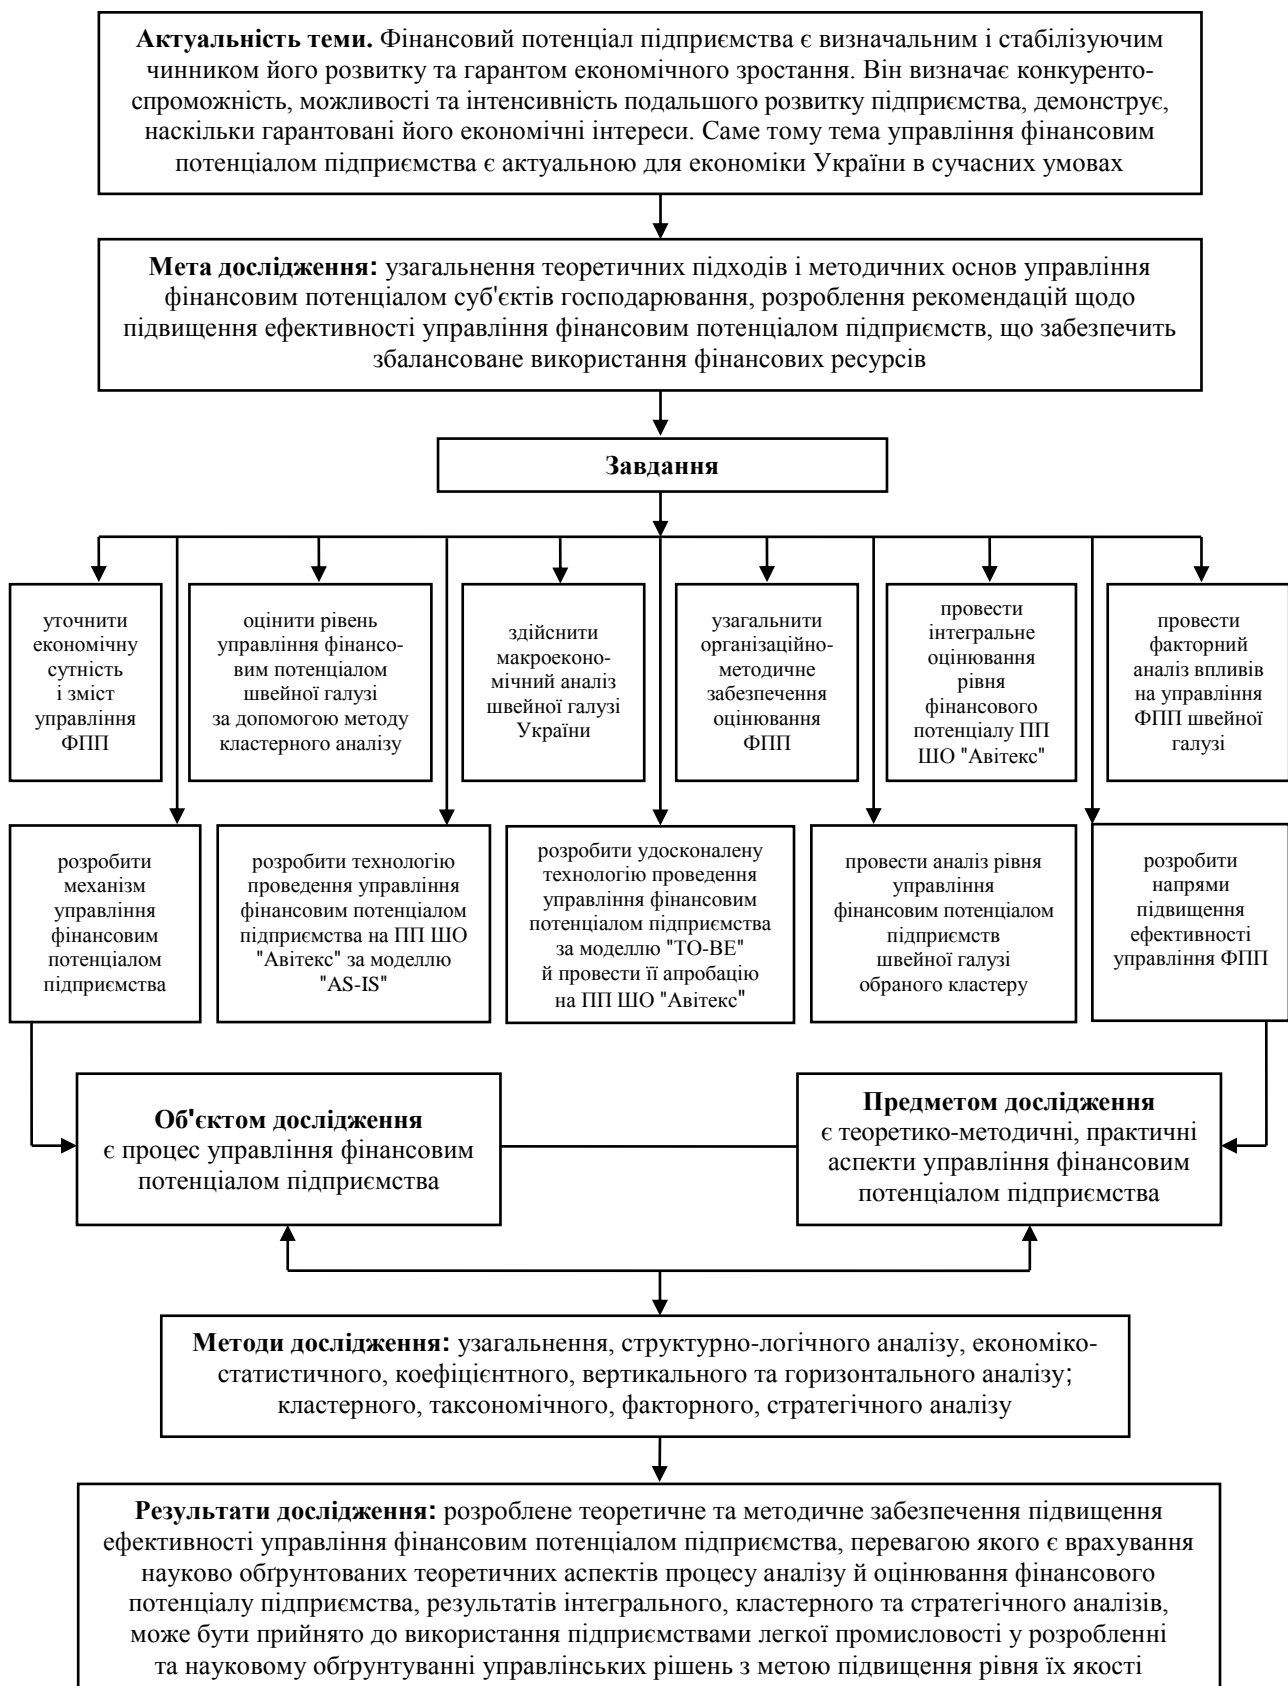 Актуальність теми. Фінансовий потенціал підприємства є визначальним і стабілізуючим
чинником його розвитку та гарантом економічного зростання. Він визначає конкуренто-
спроможність, можливості та інтенсивність подальшого розвитку підприємства, демонструє,
наскільки гарантовані його економічні інтереси. Саме тому тема управління фінансовим
потенціалом підприємства є актуальною для економіки України в сучасних умовах
Мета дослідження: узагальнення теоретичних підходів і методичних основ управління
фінансовим потенціалом суб'єктів господарювання, розроблення рекомендацій щодо
підвищення ефективності управління фінансовим потенціалом підприємств, що забезпечить
збалансоване використання фінансових ресурсів
Завдання
уточнити
економічну
сутність
і зміст
управління
ФПП
оцінити рівень
управління фінансо-
вим потенціалом
швейної галузі
за допомогою методу
кластерного аналізу
здійснити
макроеконо-
мічний аналіз
швейної галузі
України
узагальнити
організаційно-
методичне
забезпечення
оцінювання
ФПП
провести
інтегральне
оцінювання
рівня
фінансового
потенціалу ПП
ШО "Авітекс"
провести
факторний
аналіз впливів
на управління
ФПП швейної
галузі
розробити
механізм
управління
фінансовим
потенціалом
підприємства
розробити технологію
проведення управління
фінансовим потенціалом
підприємства на ПП ШО
"Авітекс" за моделлю
"AS-IS"
розробити удосконалену
технологію проведення
управління фінансовим
потенціалом підприємства
за моделлю "TO-BE"
й провести її апробацію
на ПП ШО "Авітекс"
провести аналіз рівня
управління
фінансовим потенціалом
підприємств
швейної галузі
обраного кластеру
розробити
напрями
підвищення
ефективності
управління ФПП
Об'єктом дослідження
є процес управління фінансовим
потенціалом підприємства
Предметом дослідження
є теоретико-методичні, практичні
аспекти управління фінансовим
потенціалом підприємства
Методи дослідження: узагальнення, структурно-логічного аналізу, економіко-
статистичного, коефіцієнтного, вертикального та горизонтального аналізу;
кластерного, таксономічного, факторного, стратегічного аналізу
Результати дослідження: розроблене теоретичне та методичне забезпечення підвищення
ефективності управління фінансовим потенціалом підприємства, перевагою якого є врахування
науково обґрунтованих теоретичних аспектів процесу аналізу й оцінювання фінансового
потенціалу підприємства, результатів інтегрального, кластерного та стратегічного аналізів,
може бути прийнято до використання підприємствами легкої промисловості у розробленні
та науковому обґрунтуванні управлінських рішень з метою підвищення рівня їх якості